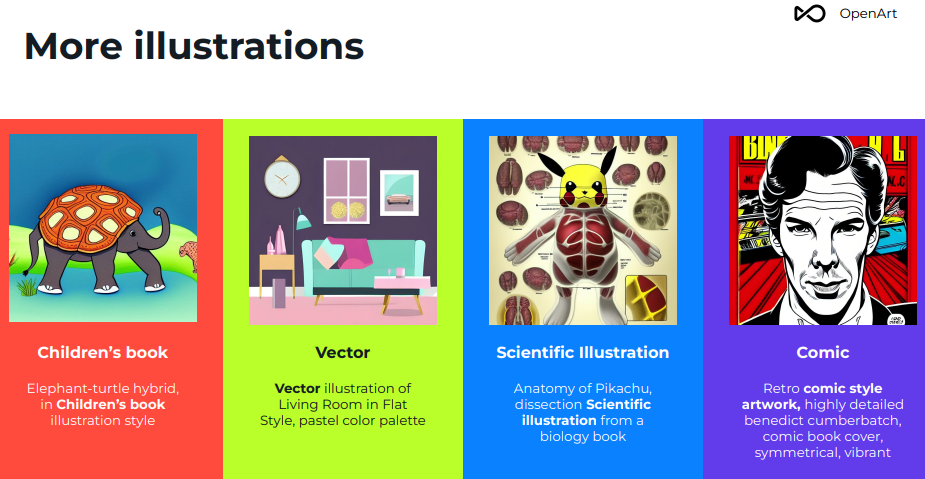 OpenArt
More illustrations
Children's book
Elephant-turtle hybrid,
in Children's book
illustration style
Vector
Vector illustration of
Living Room in Flat
Style, pastel color palette
Scientific Illustration
Anatomy of Pikachu,
dissection Scientific
illustration from a
biology book
Comic
Retro comic style
artwork, highly detailed
benedict cumberbatch,
comic book cover,
symmetrical, vibrant